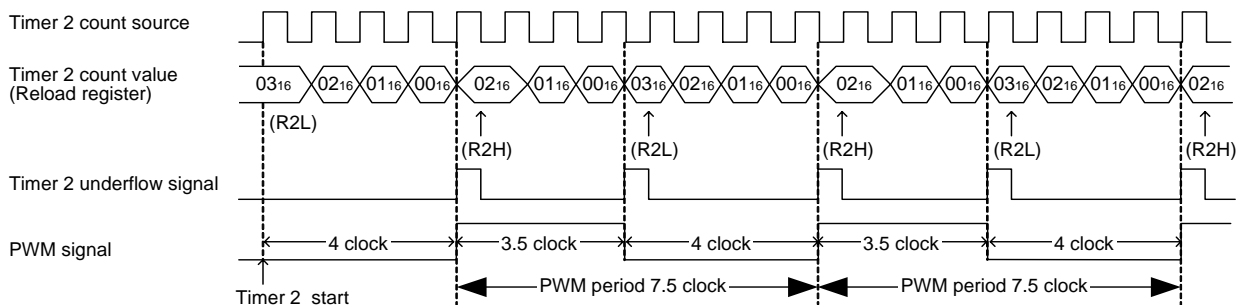 Timer 2 count source
Timer 2 count value
(Reload register)
0316 0216 0116 0016 0216 0116 0016 0316 0216 0116 0016 0216 0116 0016 0316 0216 0116 0016 0216
(R2L) (R2H) (R2L) (R2H) (R2L) (R2H)
Timer 2 underflow signal
PWM signal
4 clock 3.5 clock 4 clock 3.5 clock 4 clock
PWM period 7.5 clock PWM period 7.5 clock
Timer 2 start